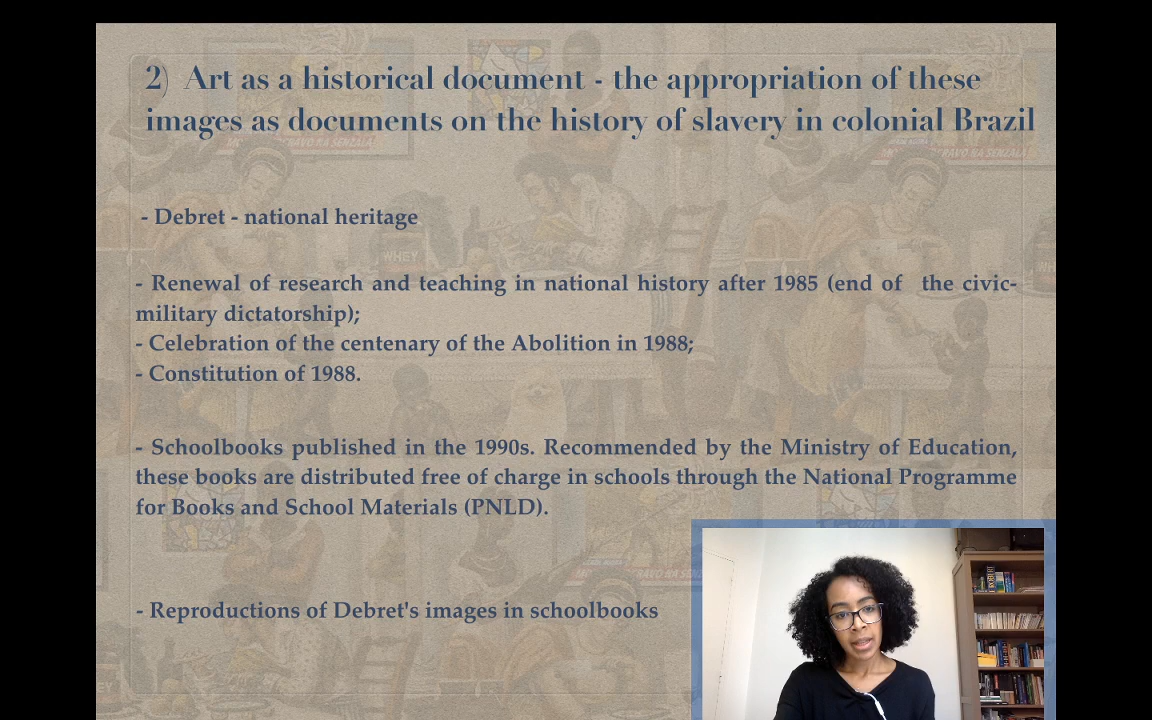 2) Art as a historical document - the appropriation of these
images as documents on the history of slavery in colonial Brazil
- Debret - national heritage
- Renewal of research and teaching in national history after 1985 (end of the civic-
military dictatorship);
- Celebration of the centenary of the Abolition in 1988;
- Constitution of 1988.
- Schoolbooks published in the 1990s. Recommended by the Ministry of Education,
these books are distributed free of charge in schools through the National Programme
for Books and School Materials (PNLD).
- Reproductions of Debret's images in schoolbooks
WHEY